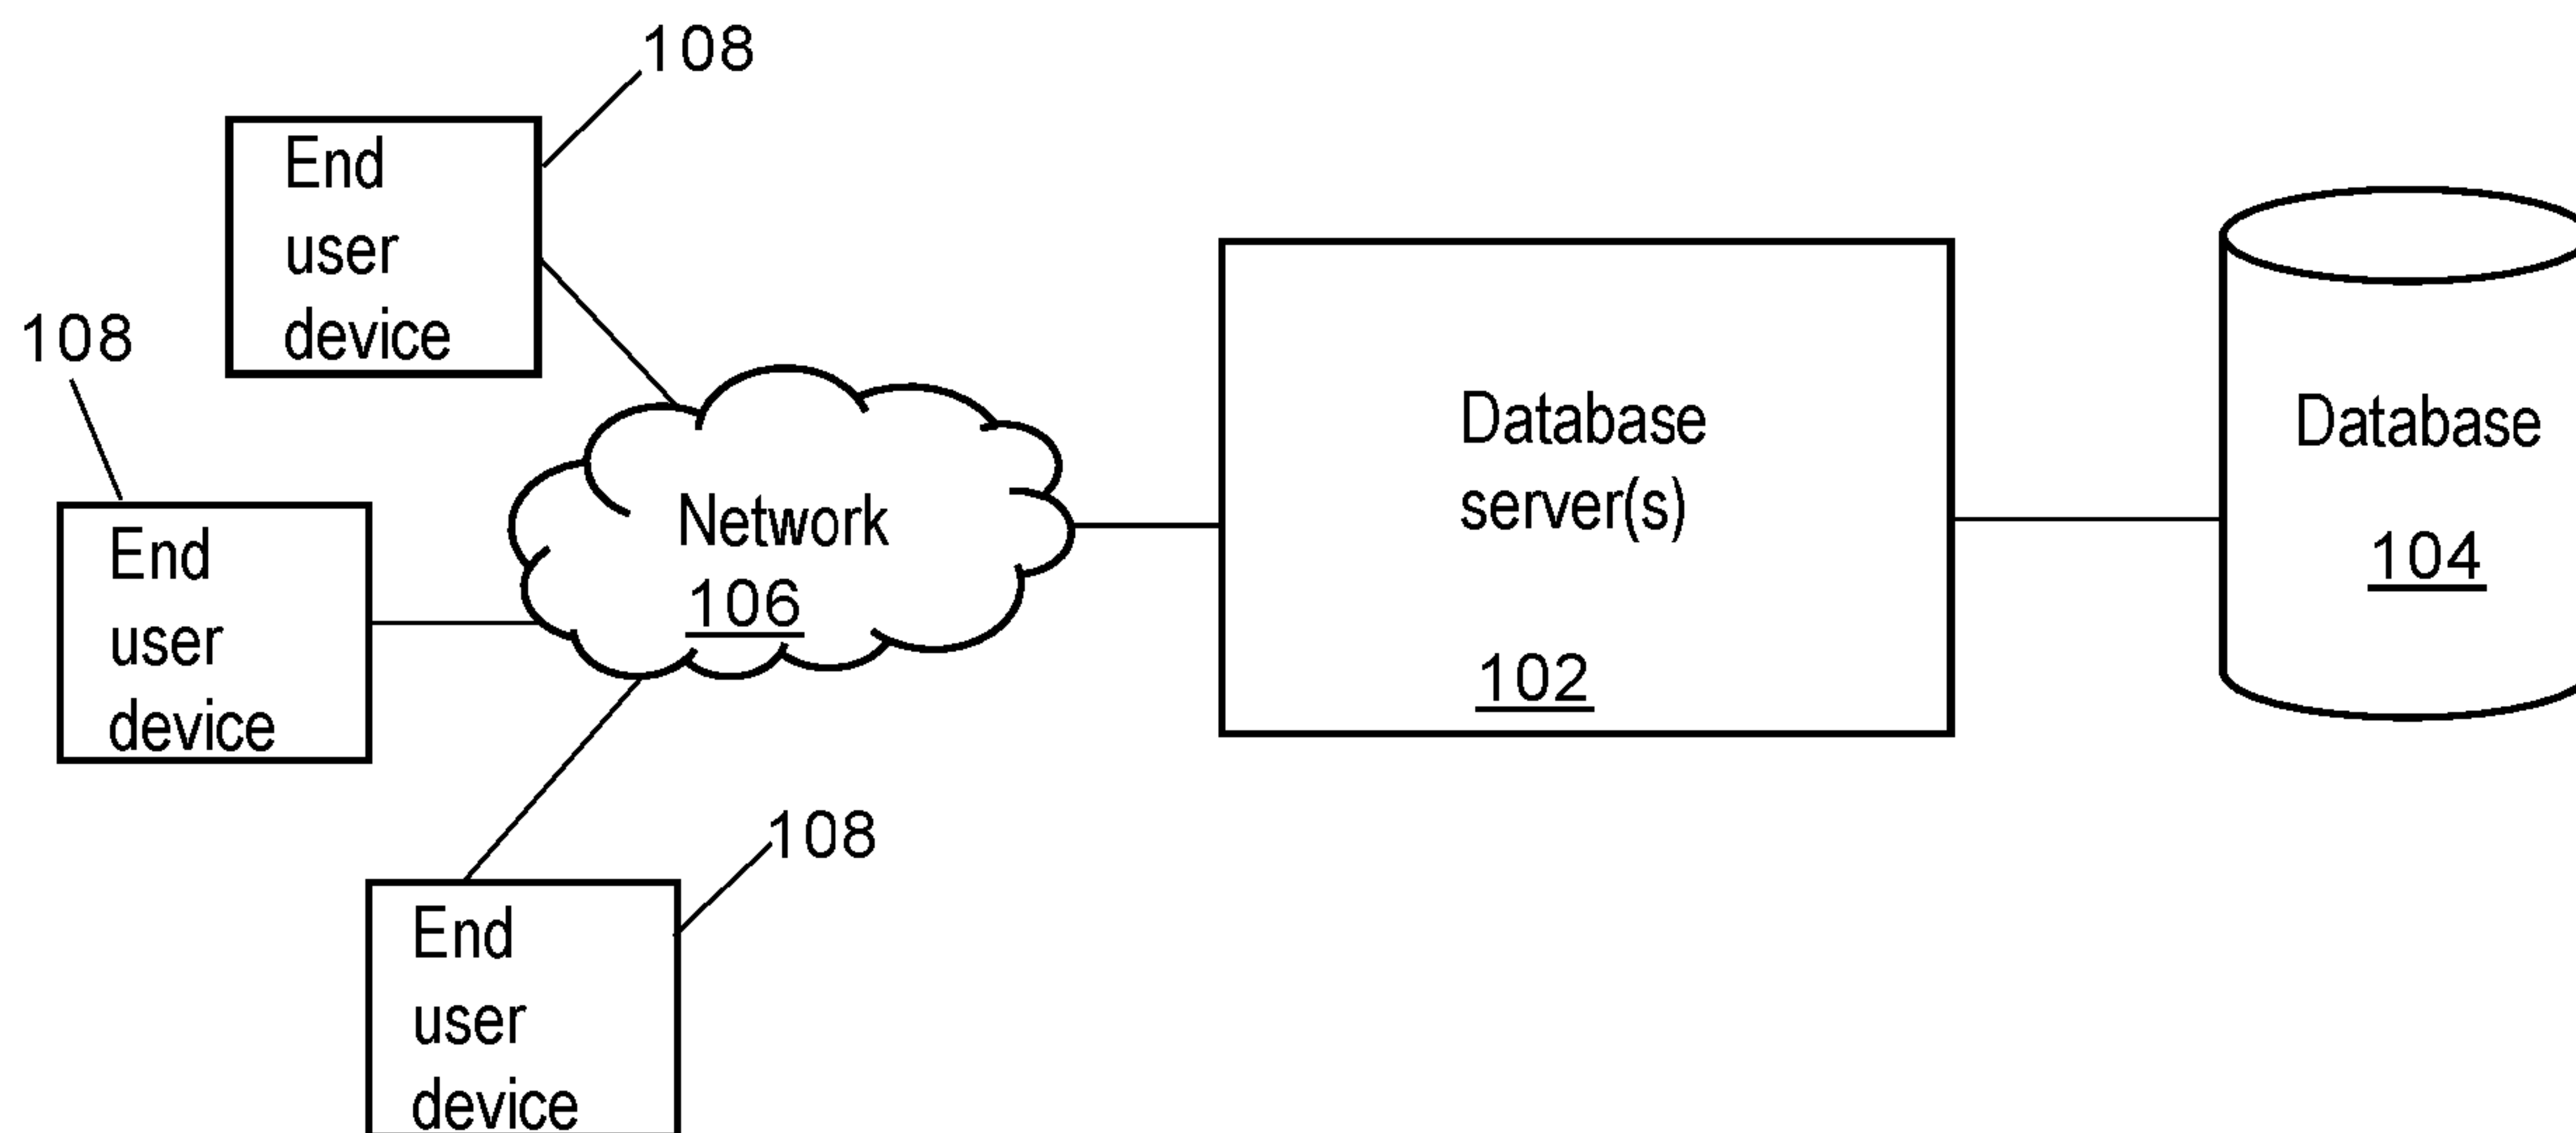 108
End
user
device
108
End
user
device
Network
106
Database
server(s)
102
Database
104
108
End
user
device